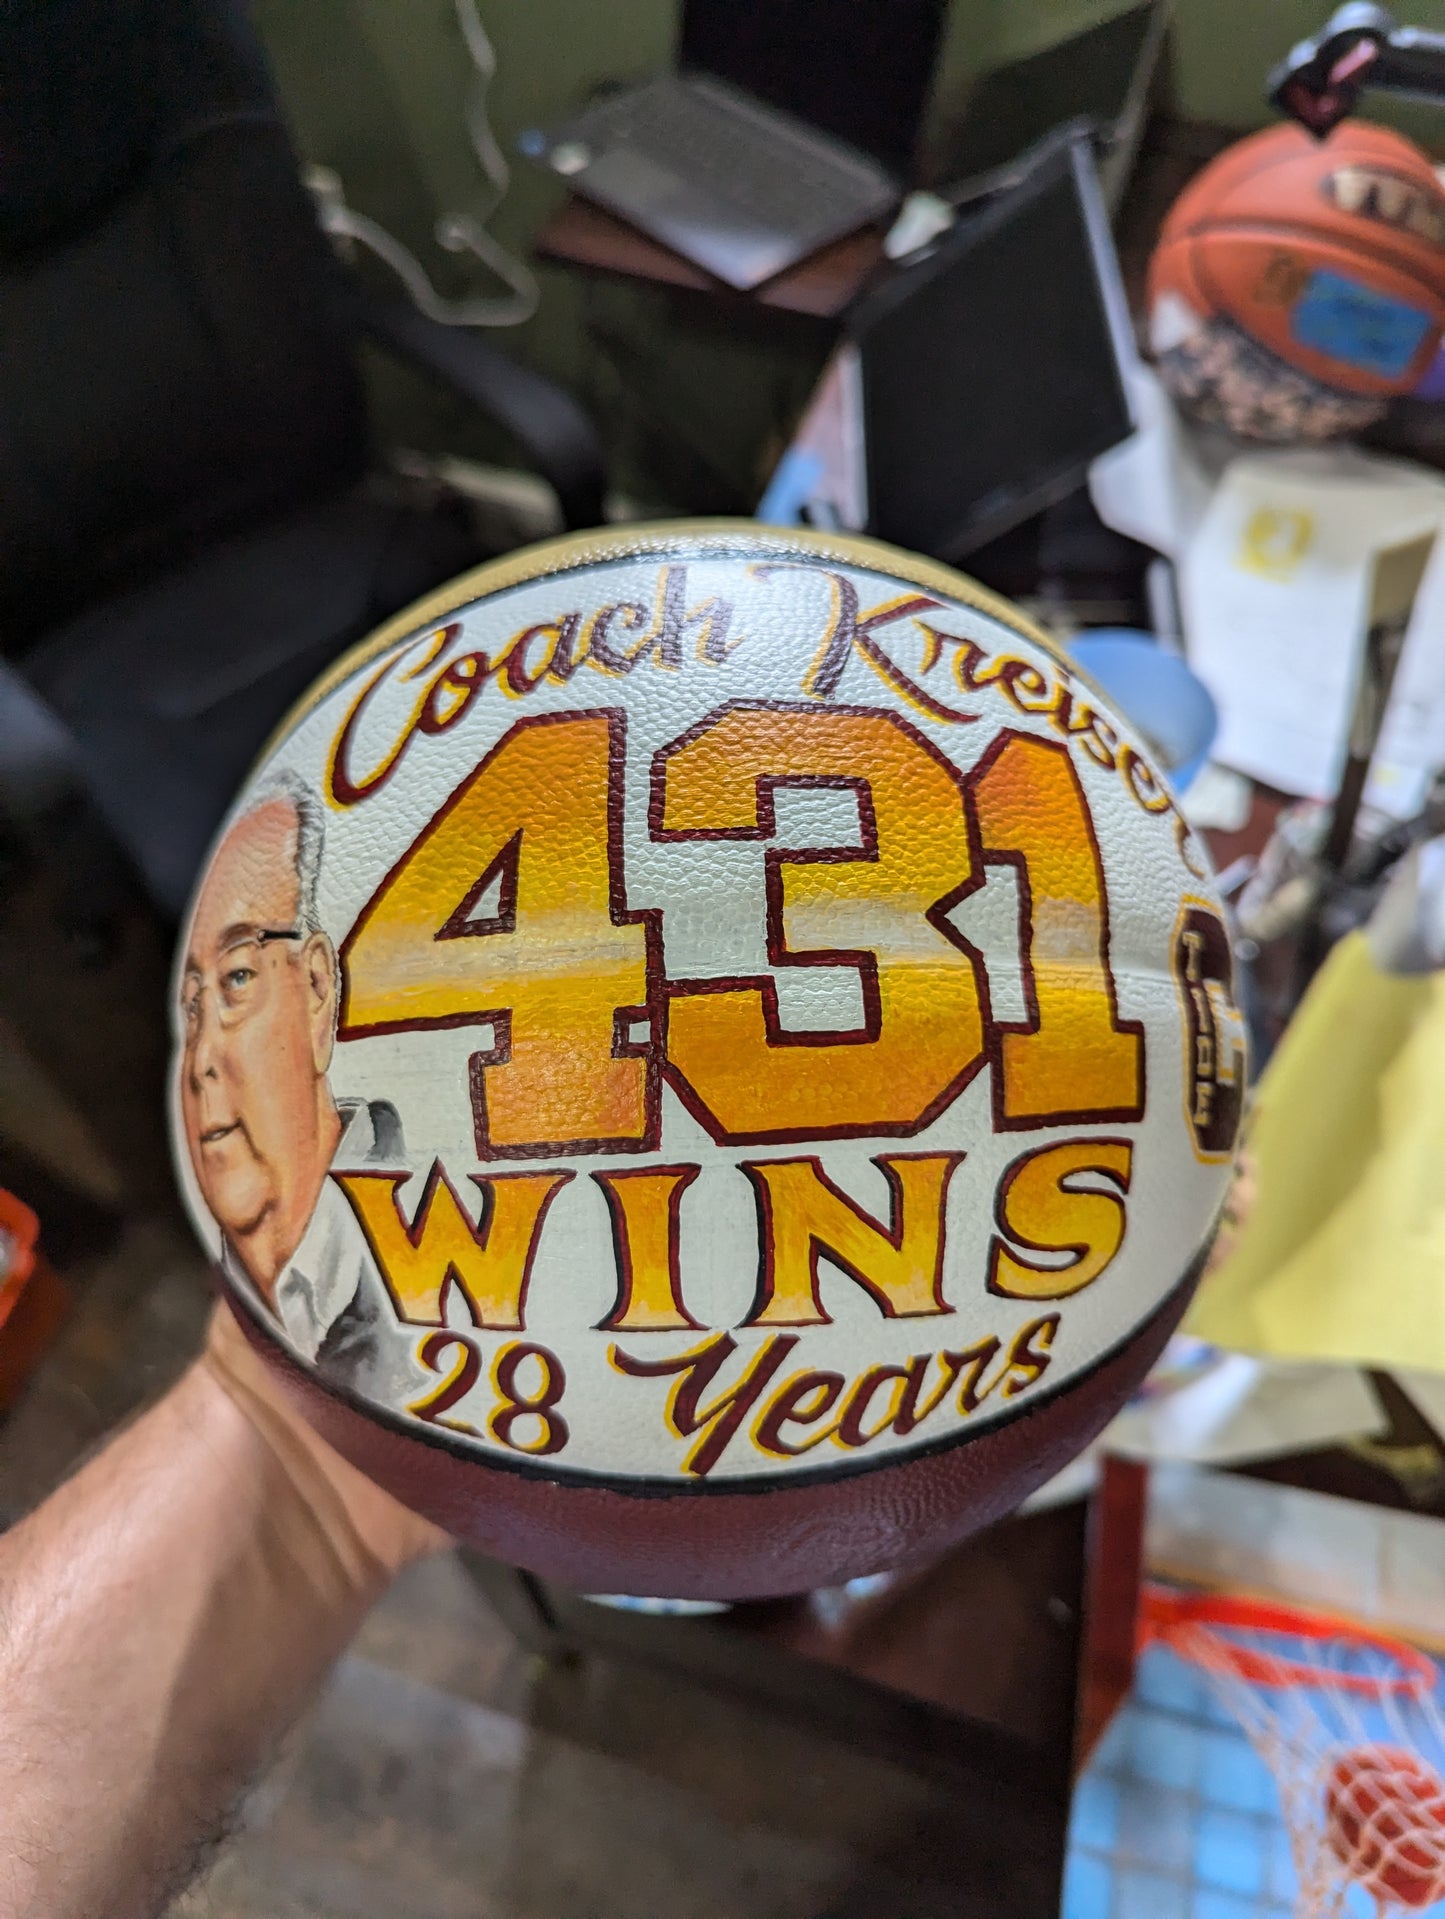 Coach Kreiser
431
WINS
28 Years